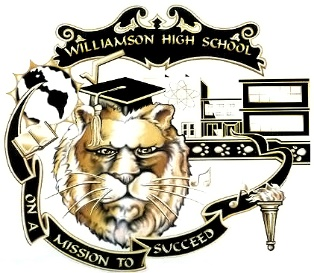 WILLIAMSON HIGH SCHOOL
ON A MISSION TO SUCCEED